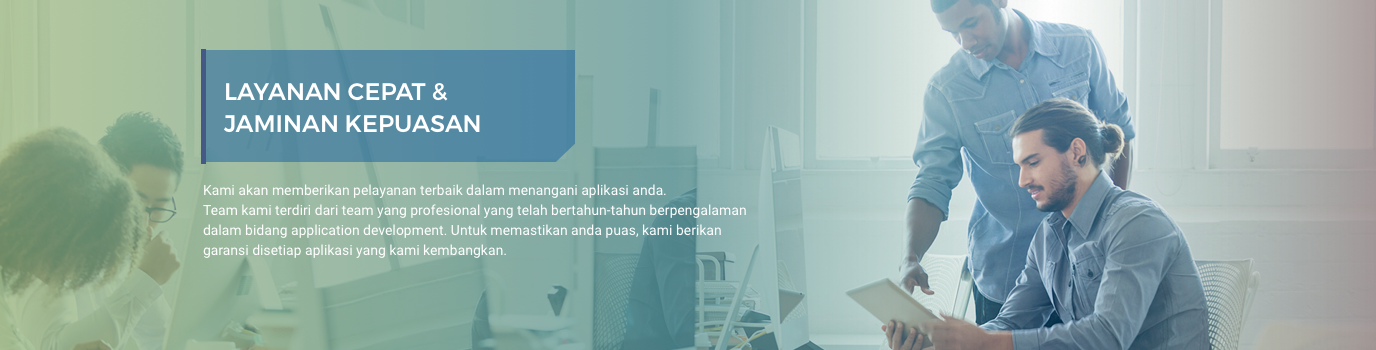 LAYANAN CEPAT &
JAMINAN KEPUASAN
Kami akan memberikan pelayanan terbaik dalam menangani aplikasi anda.
Team kami terdiri dari team yang profesional yang telah bertahun-tahun berpengalaman
dalam bidang application development. Untuk memastikan anda puas, kami berikan
garansi disetiap aplikasi yang kami kembangkan.